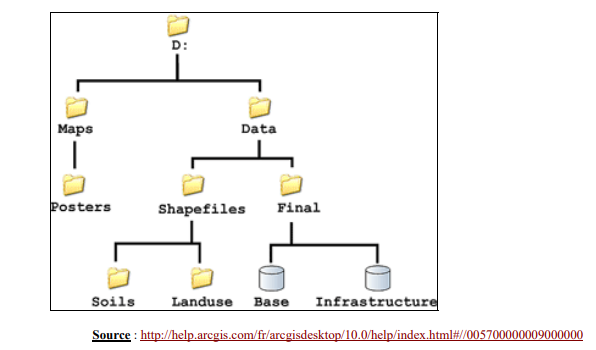 D:
Maps Data
Posters Shapefiles Final
Soils Landuse Base Infrastructure
Source : http://help.arcgis.com/fr/arcgisdesktop/10.0/help/index.html#//005700000009000000